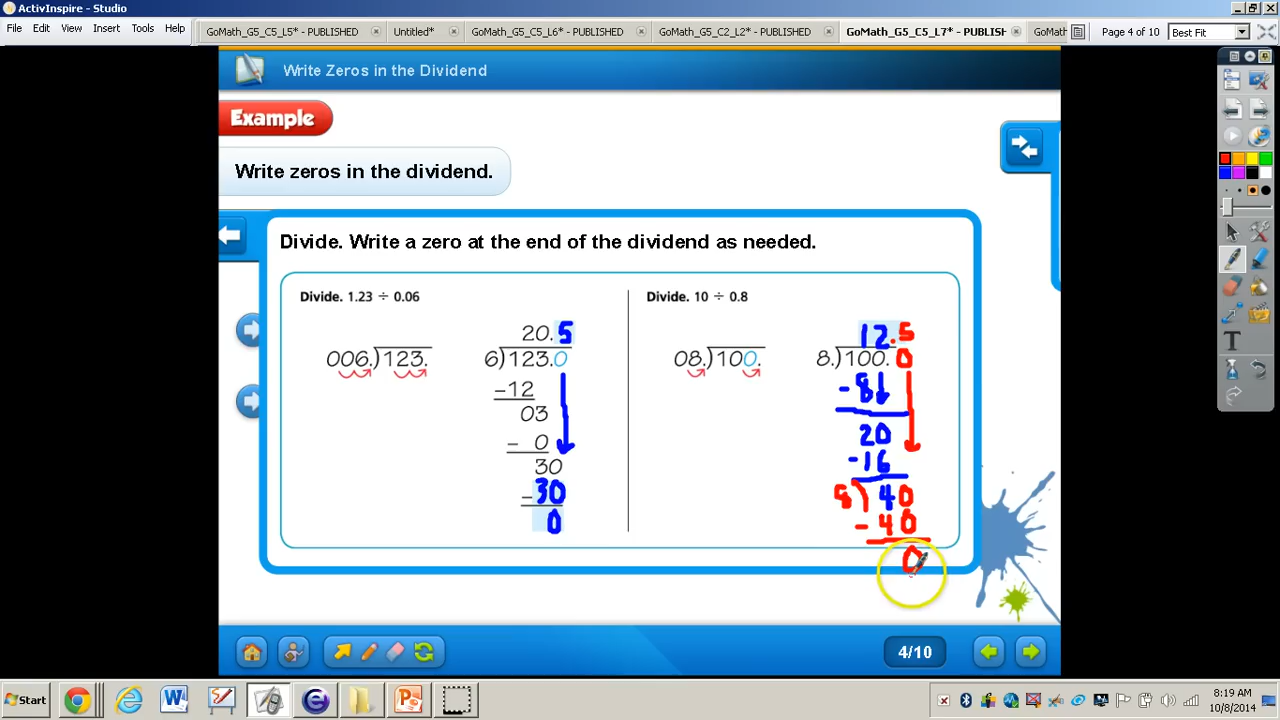 ActivInspire - Studio
File Edit View Insert Tools Help
GoMath_G5_C5_L5* - PUBLISHED
Untitled*
GoMath_G5_C5_L6* - PUBLISHED
GoMath_G5_C2_L2* - PUBLISHED
GoMath_G5_C5_L7* - PUBLISH
GoMath
Page 4 of 10
Best Fit
Write Zeros in the Dividend
Example
Write zeros in the dividend.
Divide. Write a zero at the end of the dividend as needed.
Divide. 1.23 ÷ 0.06
20.5
006.)123.
6)123.0
-12
03
- 0
30
-30
0
Divide. 10 ÷ 0.8
12.5
08.)100.
8.)100.0
-8
20
-16
8)40
-40
0
4/10
Start
8:19 AM
10/8/2014